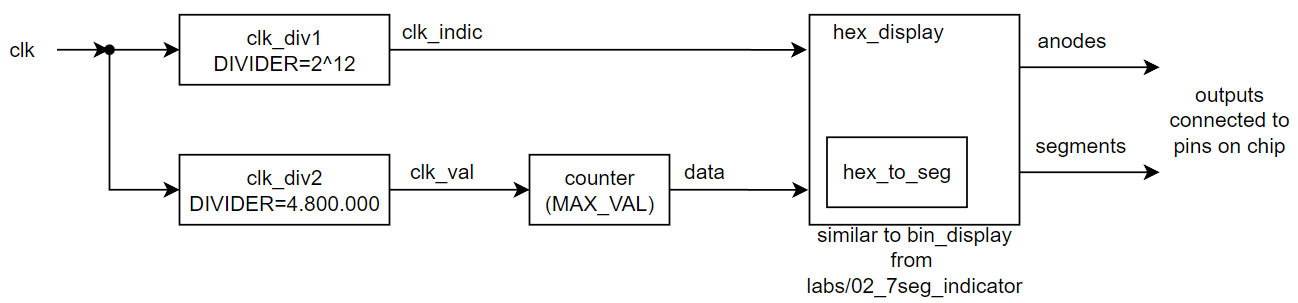 clk
clk_div1
DIVIDER=2^12
clk_indic
hex_display
anodes
outputs
connected to
pins on chip
segments
clk_div2
DIVIDER=4.800.000
clk_val
counter
(MAX_VAL)
data
hex_to_seg
similar to bin_display
from
labs/02_7seg_indicator